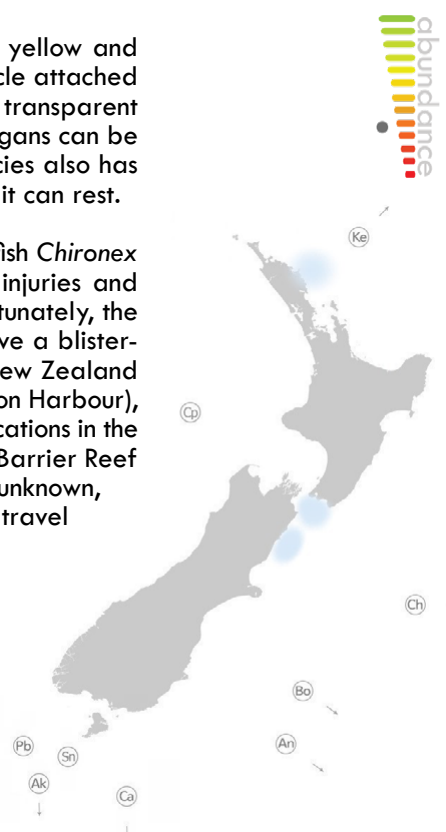 yellow and
cle attached
transparent
gans can be
cies also has
it can rest.
fish Chironex
injuries and
tunately, the
ve a blister-
ew Zealand
on Harbour),
cations in the
Barrier Reef
unknown,
travel
abundance
Ke
Cp
Ch
Bo
An
Pb
Sn
Ak
Ca